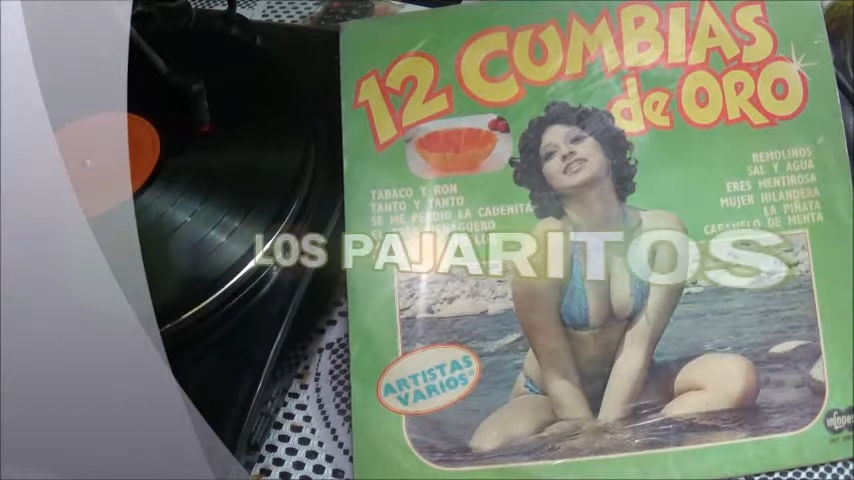 12 CUMBIAS
de ORO
TABACO Y RON
TANTO Y TANTO
SE ME PERDIO LA CADENITA
REMOLINOS
SAL Y AGUA
ERES MENTIROSA
MUJER HILANDERA
LA PIÑATA
CARAMELO DE MENTA
LOS PAJARITOS
ARTISTAS
VARIOS